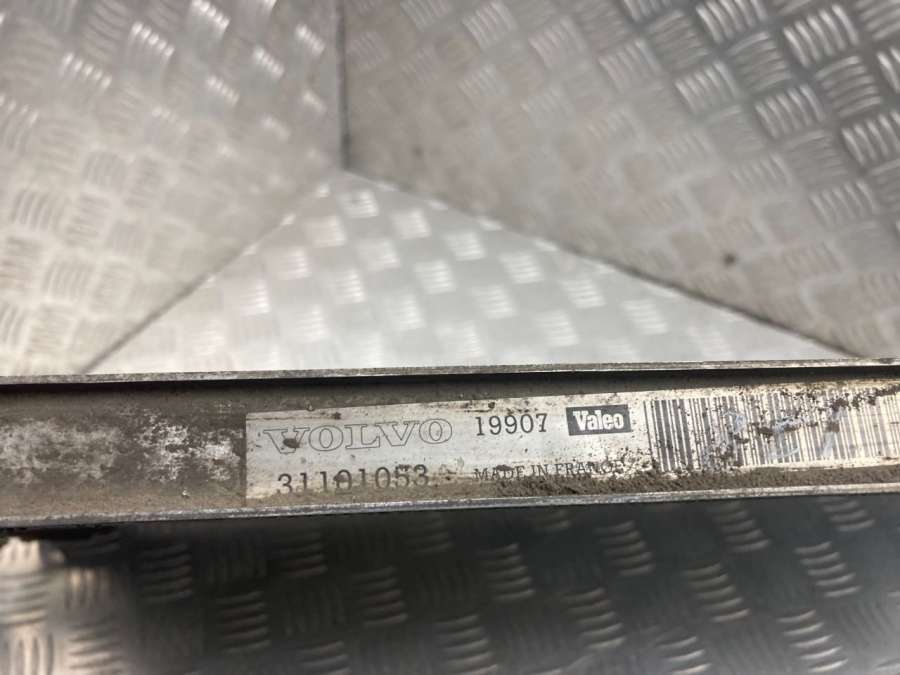 VOLVO 19907 Valeo
31101053 MADE IN FRANCE